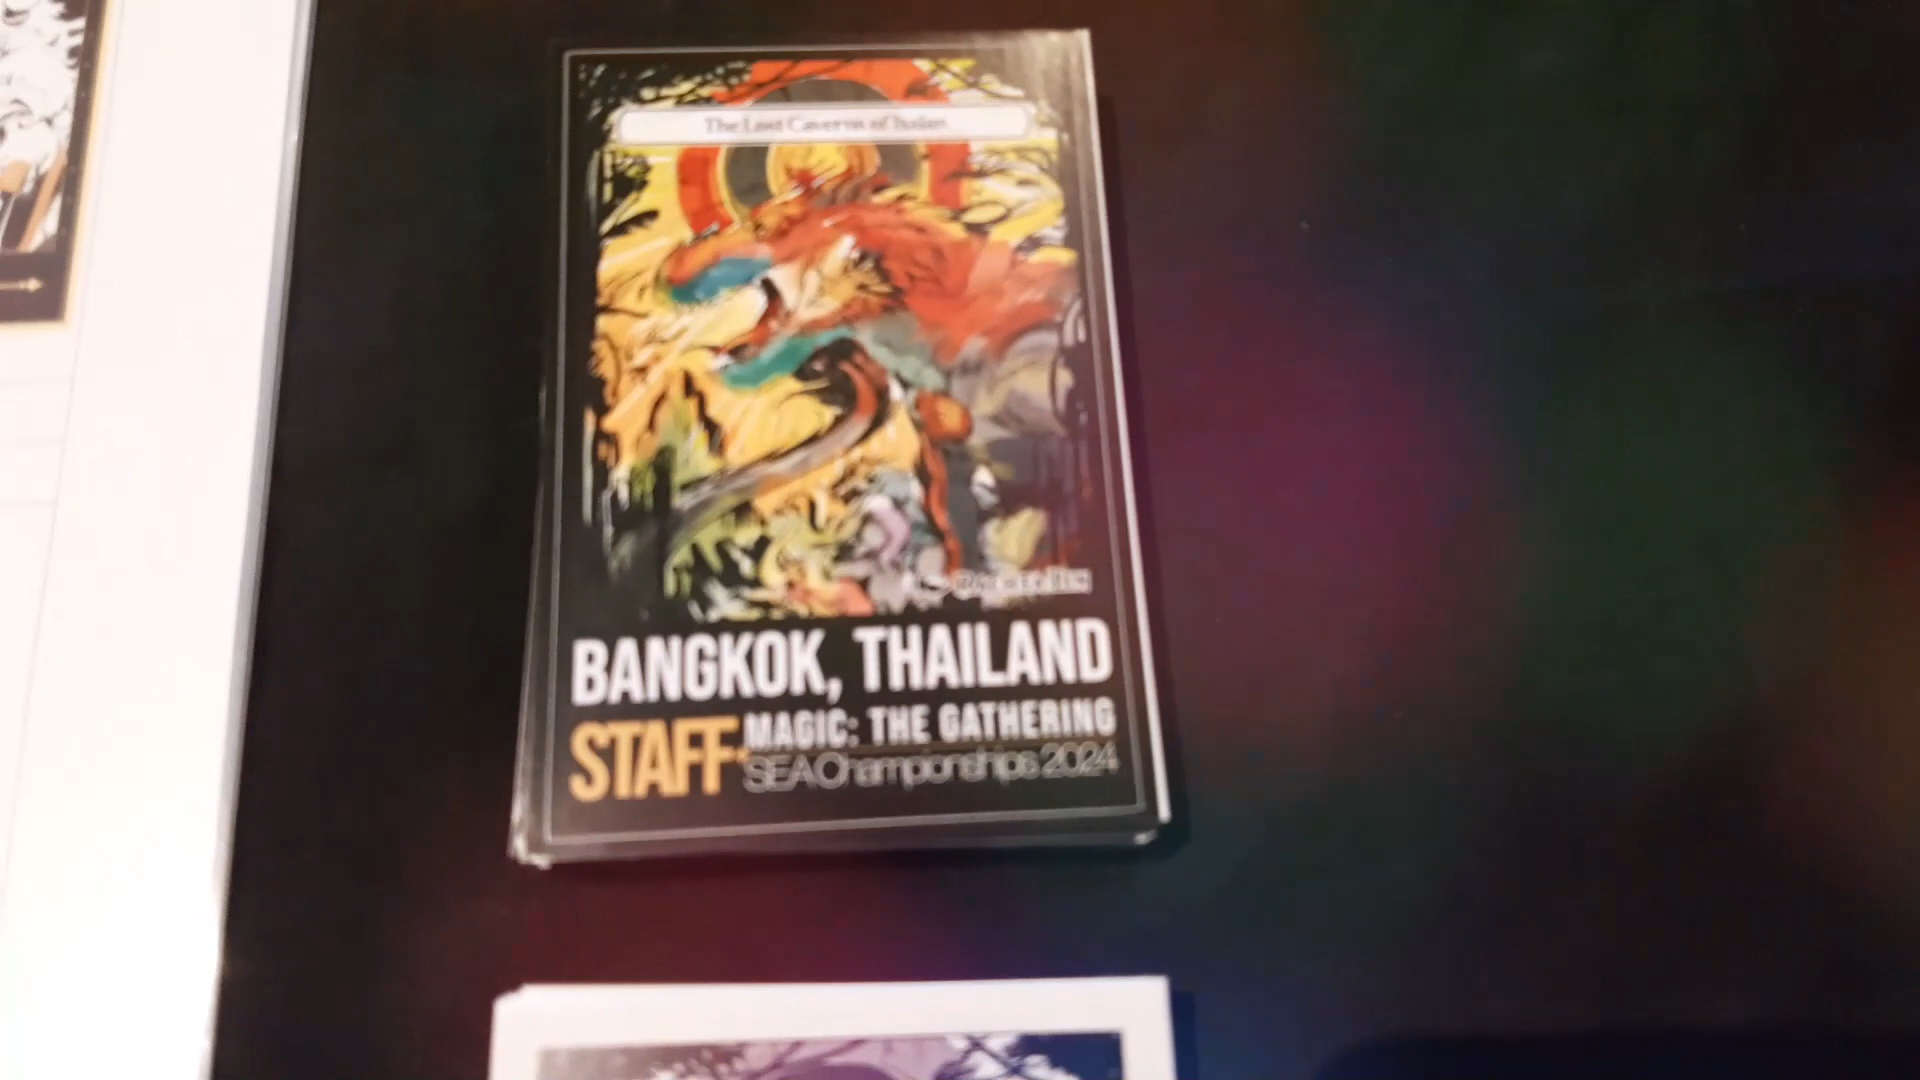 The Lost Caverns of Ixalan
BANGKOK, THAILAND
STAFF
MAGIC: THE GATHERING
SEA Championships 2024